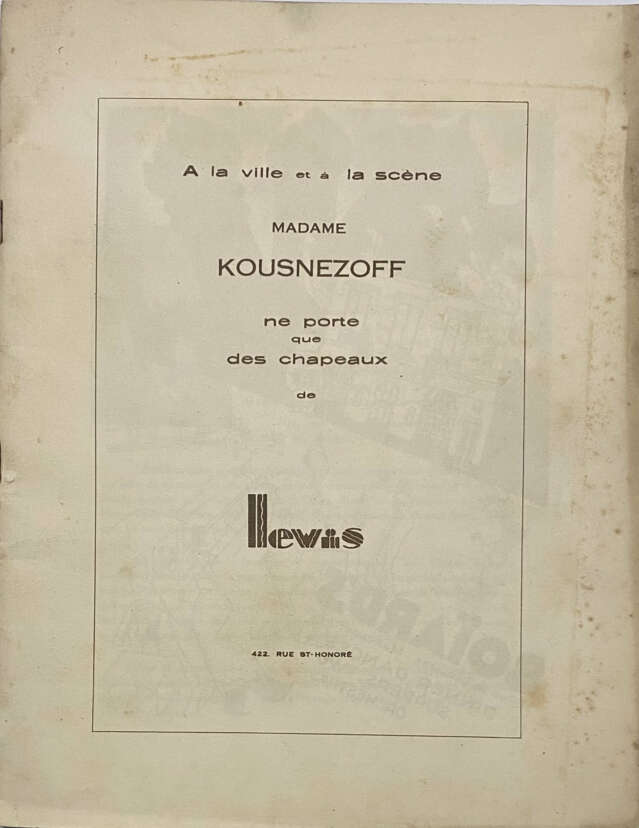 A la ville et à la scène
MADAME
KOUSNEZOFF
ne porte
que
des chapeaux
de
lewis
422. RUE ST-HONORÉ